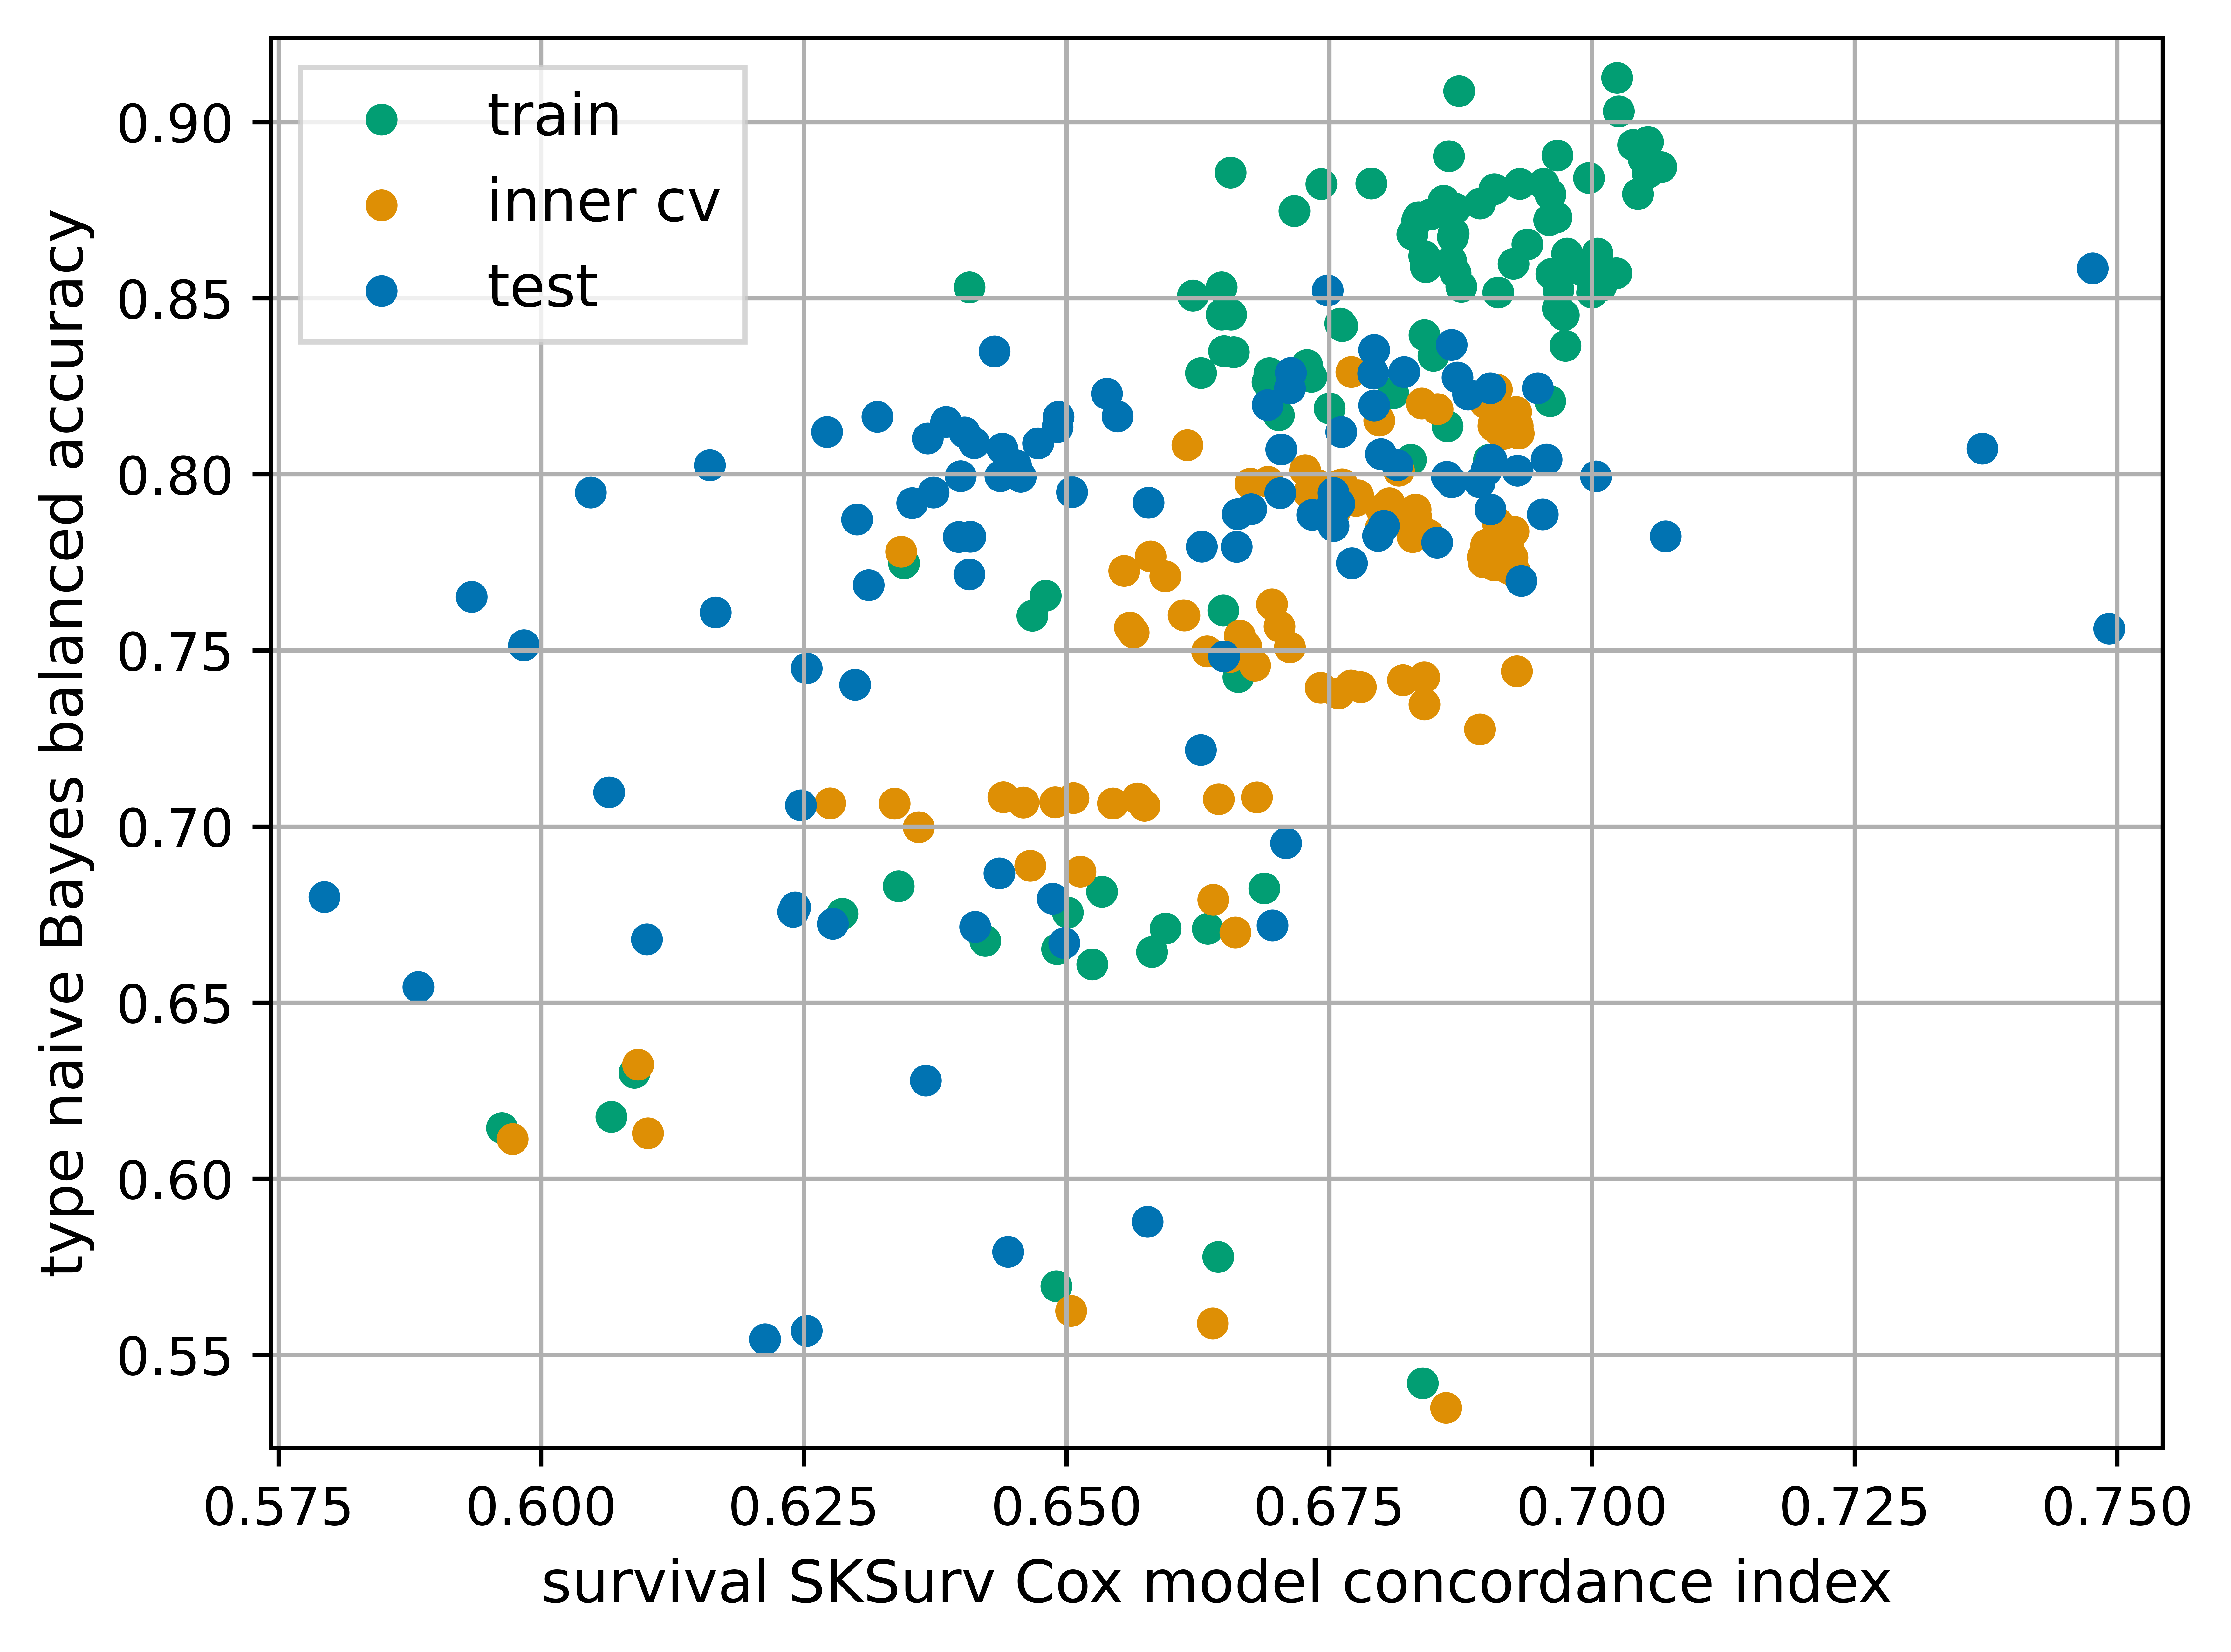 train
inner cv
test
0.90
0.85
0.80
0.75
0.70
0.65
0.60
0.55
type naive Bayes balanced accuracy
0.575 0.600 0.625 0.650 0.675 0.700 0.725 0.750
survival SKSurv Cox model concordance index